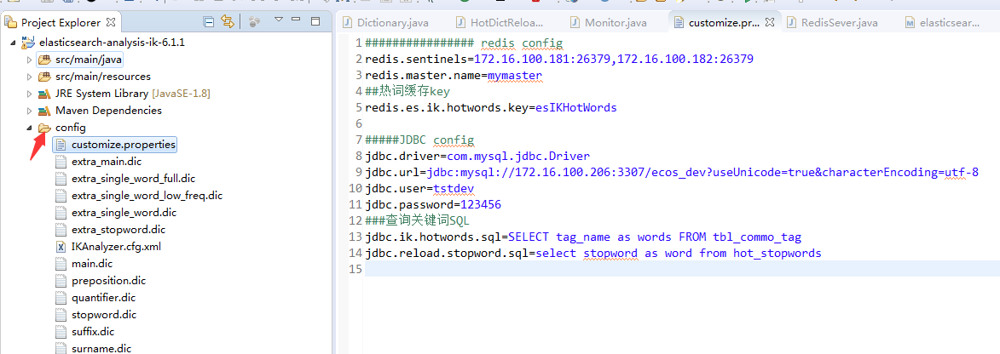 Project Explorer
elasticsearch-analysis-ik-6.1.1
src/main/java
src/main/resources
JRE System Library [JavaSE-1.8]
Maven Dependencies
config
customize.properties
extra_main.dic
extra_single_word_full.dic
extra_single_word_low_freq.dic
extra_single_word.dic
extra_stopword.dic
IKAnalyzer.cfg.xml
main.dic
preposition.dic
quantifier.dic
stopword.dic
suffix.dic
surname.dic
Dictionary.java
HotDictReloa...
Monitor.java
customize.pr...
RedisSever.java
elasticsear...
1 ################ redis config
2 redis.sentinels=172.16.100.181:26379,172.16.100.182:26379
3 redis.master.name=mymaster
4 ##热词缓存key
5 redis.es.ik.hotwords.key=esIKHotWords
6
7 #####JDBC config
8 jdbc.driver=com.mysql.jdbc.Driver
9 jdbc.url=jdbc:mysql://172.16.100.206:3307/ecos_dev?useUnicode=true&characterEncoding=utf-8
10 jdbc.user=tstdev
11 jdbc.password=123456
12 ###查询关键词SQL
13 jdbc.ik.hotwords.sql=SELECT tag_name as words FROM tbl_commo_tag
14 jdbc.reload.stopword.sql=select stopword as word from hot_stopwords
15